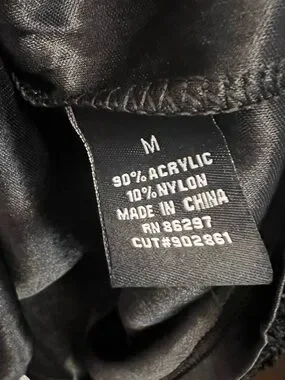 M
90% ACRYLIC
10% NYLON
MADE IN CHINA
RN 86297
CUT#902861